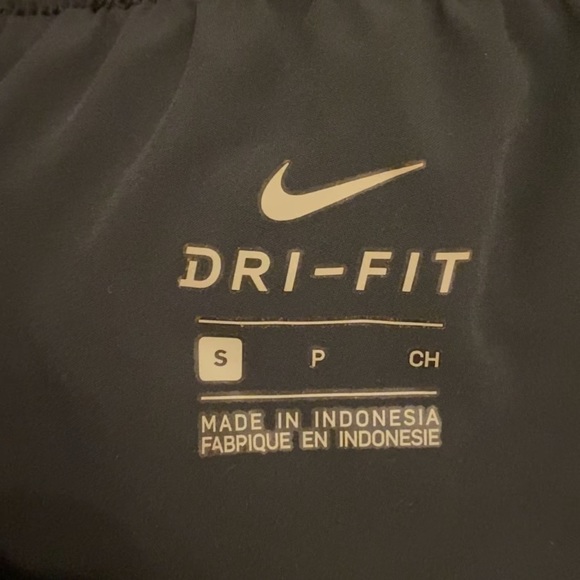 DRI-FIT
S P CH
MADE IN INDONESIA
FABPIQUE EN INDONESIE